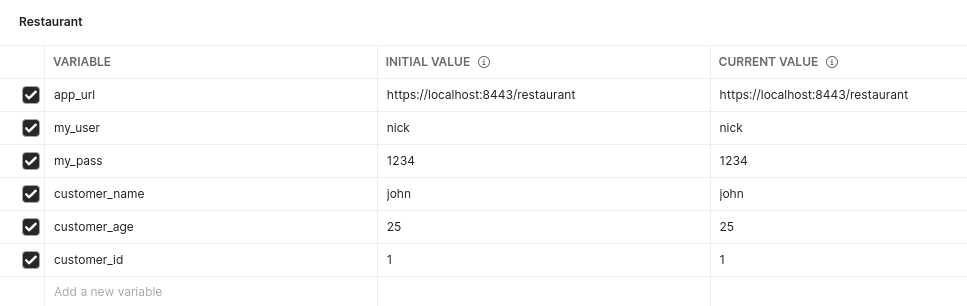 Restaurant
VARIABLE INITIAL VALUE CURRENT VALUE
app_url https://localhost:8443/restaurant https://localhost:8443/restaurant
my_user nick nick
my_pass 1234 1234
customer_name john john
customer_age 25 25
customer_id 1 1
Add a new variable